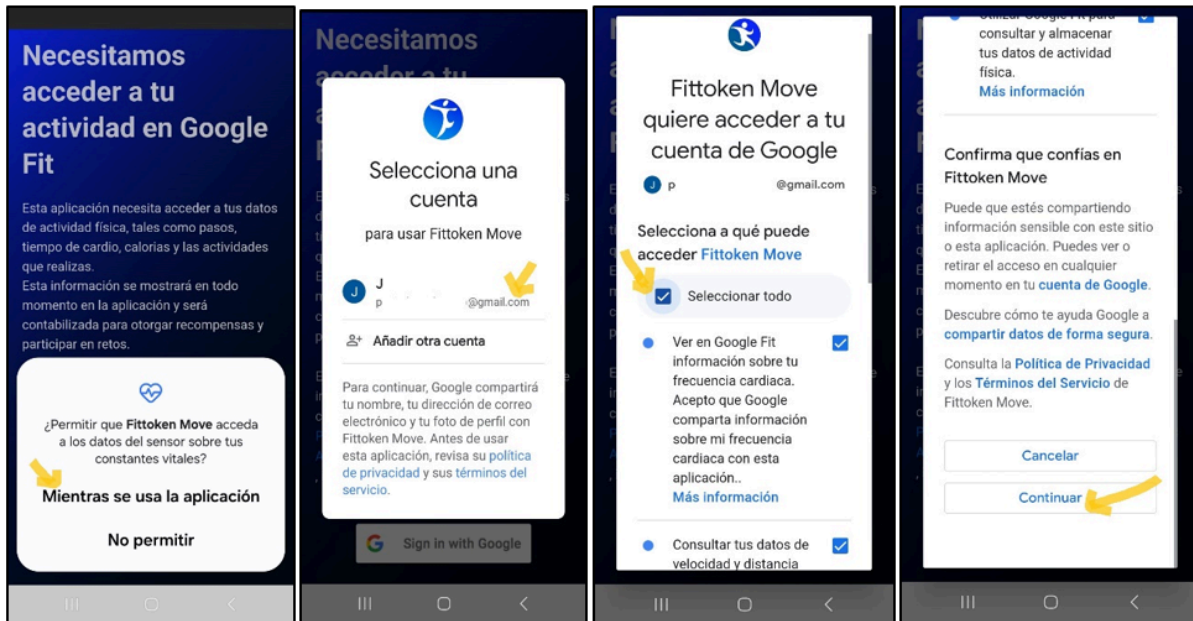 Necesitamos
acceder a tu
actividad en Google
Fit
Esta aplicación necesita acceder a tus datos
de actividad física, tales como pasos,
tiempo de cardio, calorias y las actividades
que realizas.
Esta información se mostrará en todo
momento en la aplicación y será
contabilizada para otorgar recompensas y
participar en retos.
¿Permitir que Fittoken Move acceda
a los datos del sensor sobre tus
constantes vitales?
Mientras se usa la aplicación
No permitir
Necesitamos
acceder a tu
Selecciona una
cuenta
para usar Fittoken Move
J
J
p @gmail.com
Añadir otra cuenta
Para continuar, Google compartirá
tu nombre, tu dirección de correo
electrónico y tu foto de perfil con
Fittoken Move. Antes de usar
esta aplicación, revisa su política
de privacidad y sus términos del
servicio.
Sign in with Google
Fittoken Move
quiere acceder a tu
cuenta de Google
J p @gmail.com
Selecciona a qué puede
acceder Fittoken Move
Seleccionar todo
Ver en Google Fit
información sobre tu
frecuencia cardiaca.
Acepto que Google
comparta información
sobre mi frecuencia
cardiaca con esta
aplicación..
Más información
Consultar tus datos de
velocidad y distancia
Utilizar Google Fit para
consultar y almacenar
tus datos de actividad
física.
Más información
Confirma que confías en
Fittoken Move
Puede que estés compartiendo
información sensible con este sitio
o esta aplicación. Puedes ver o
retirar el acceso en cualquier
momento en tu cuenta de Google.
Descubre cómo te ayuda Google a
compartir datos de forma segura.
Consulta la Política de Privacidad
y los Términos del Servicio de
Fittoken Move.
Cancelar
Continuar